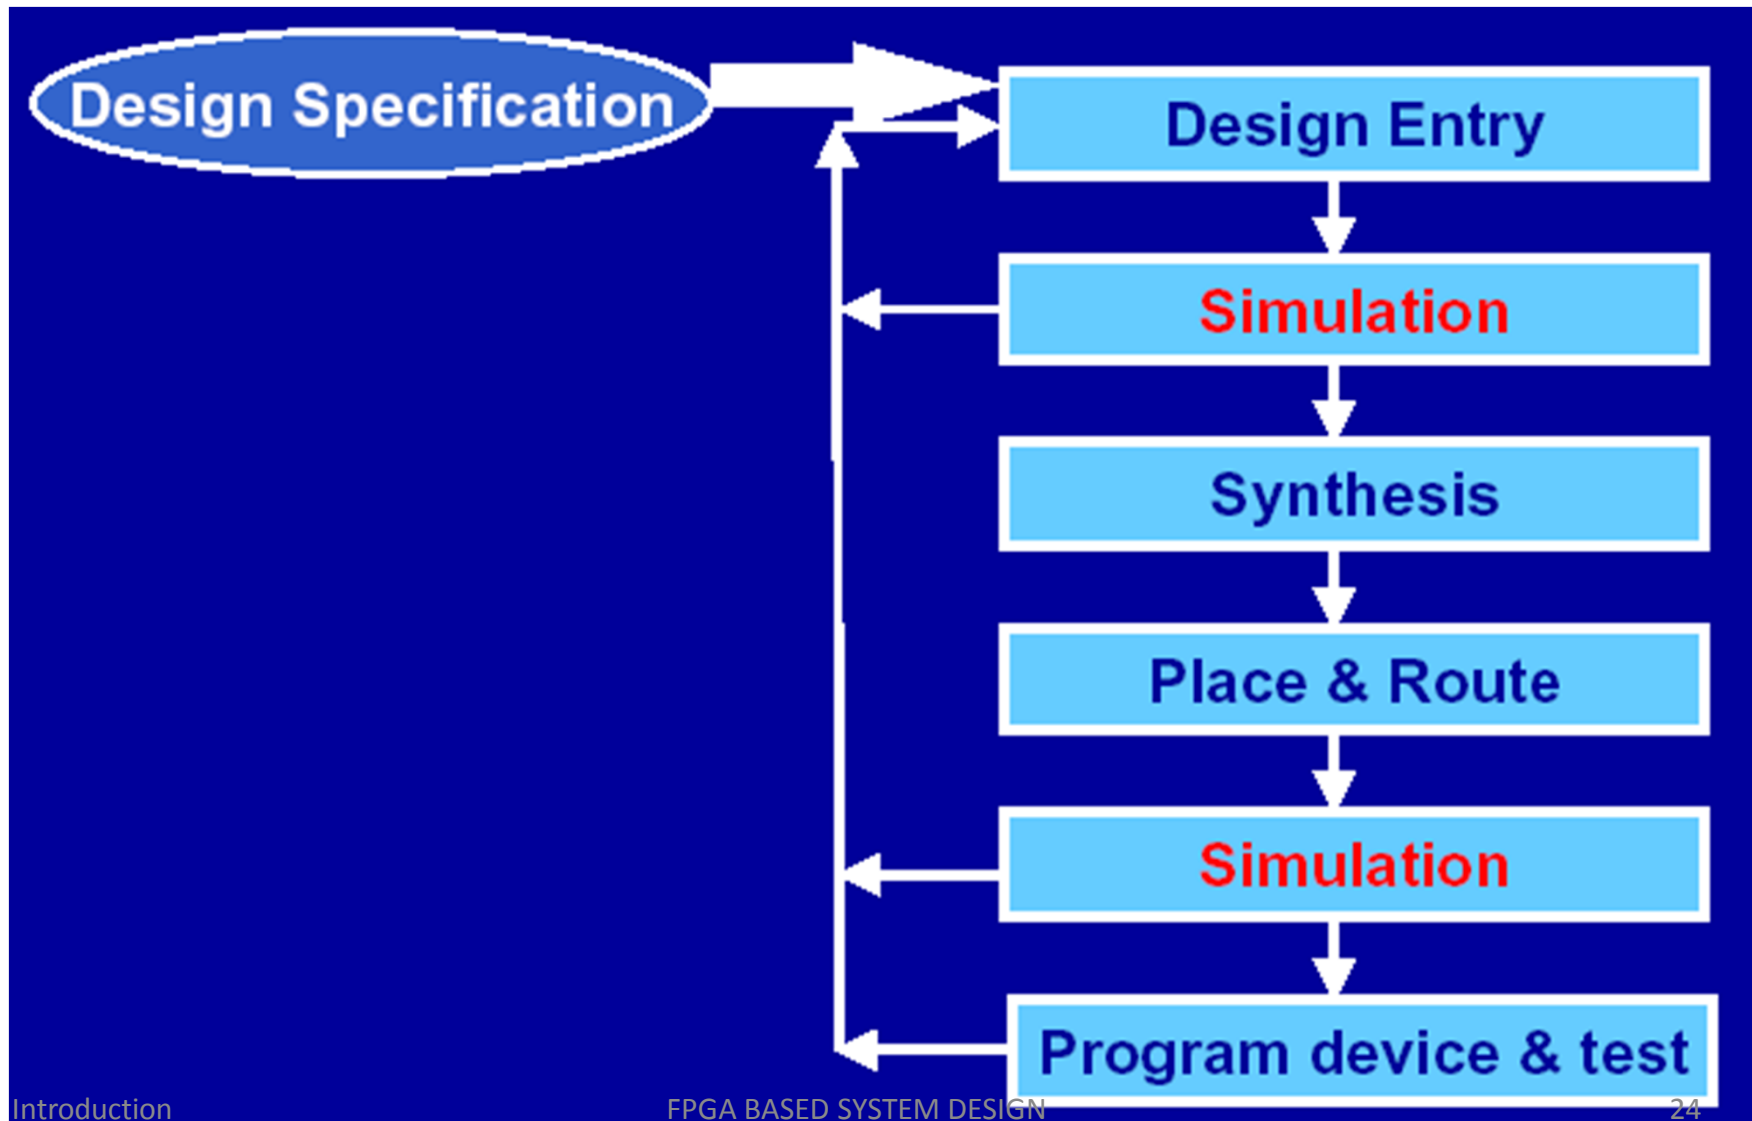 Design Specification
Design Entry
Simulation
Synthesis
Place & Route
Simulation
Program device & test
Introduction
FPGA BASED SYSTEM DESIGN
24